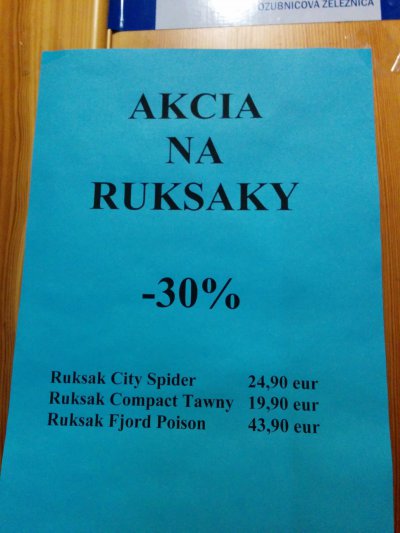 OZUBNICOVÁ ŽELEZNICA
AKCIA
NA
RUKSAKY
-30%
Ruksak City Spider 24,90 eur
Ruksak Compact Tawny 19,90 eur
Ruksak Fjord Poison 43,90 eur